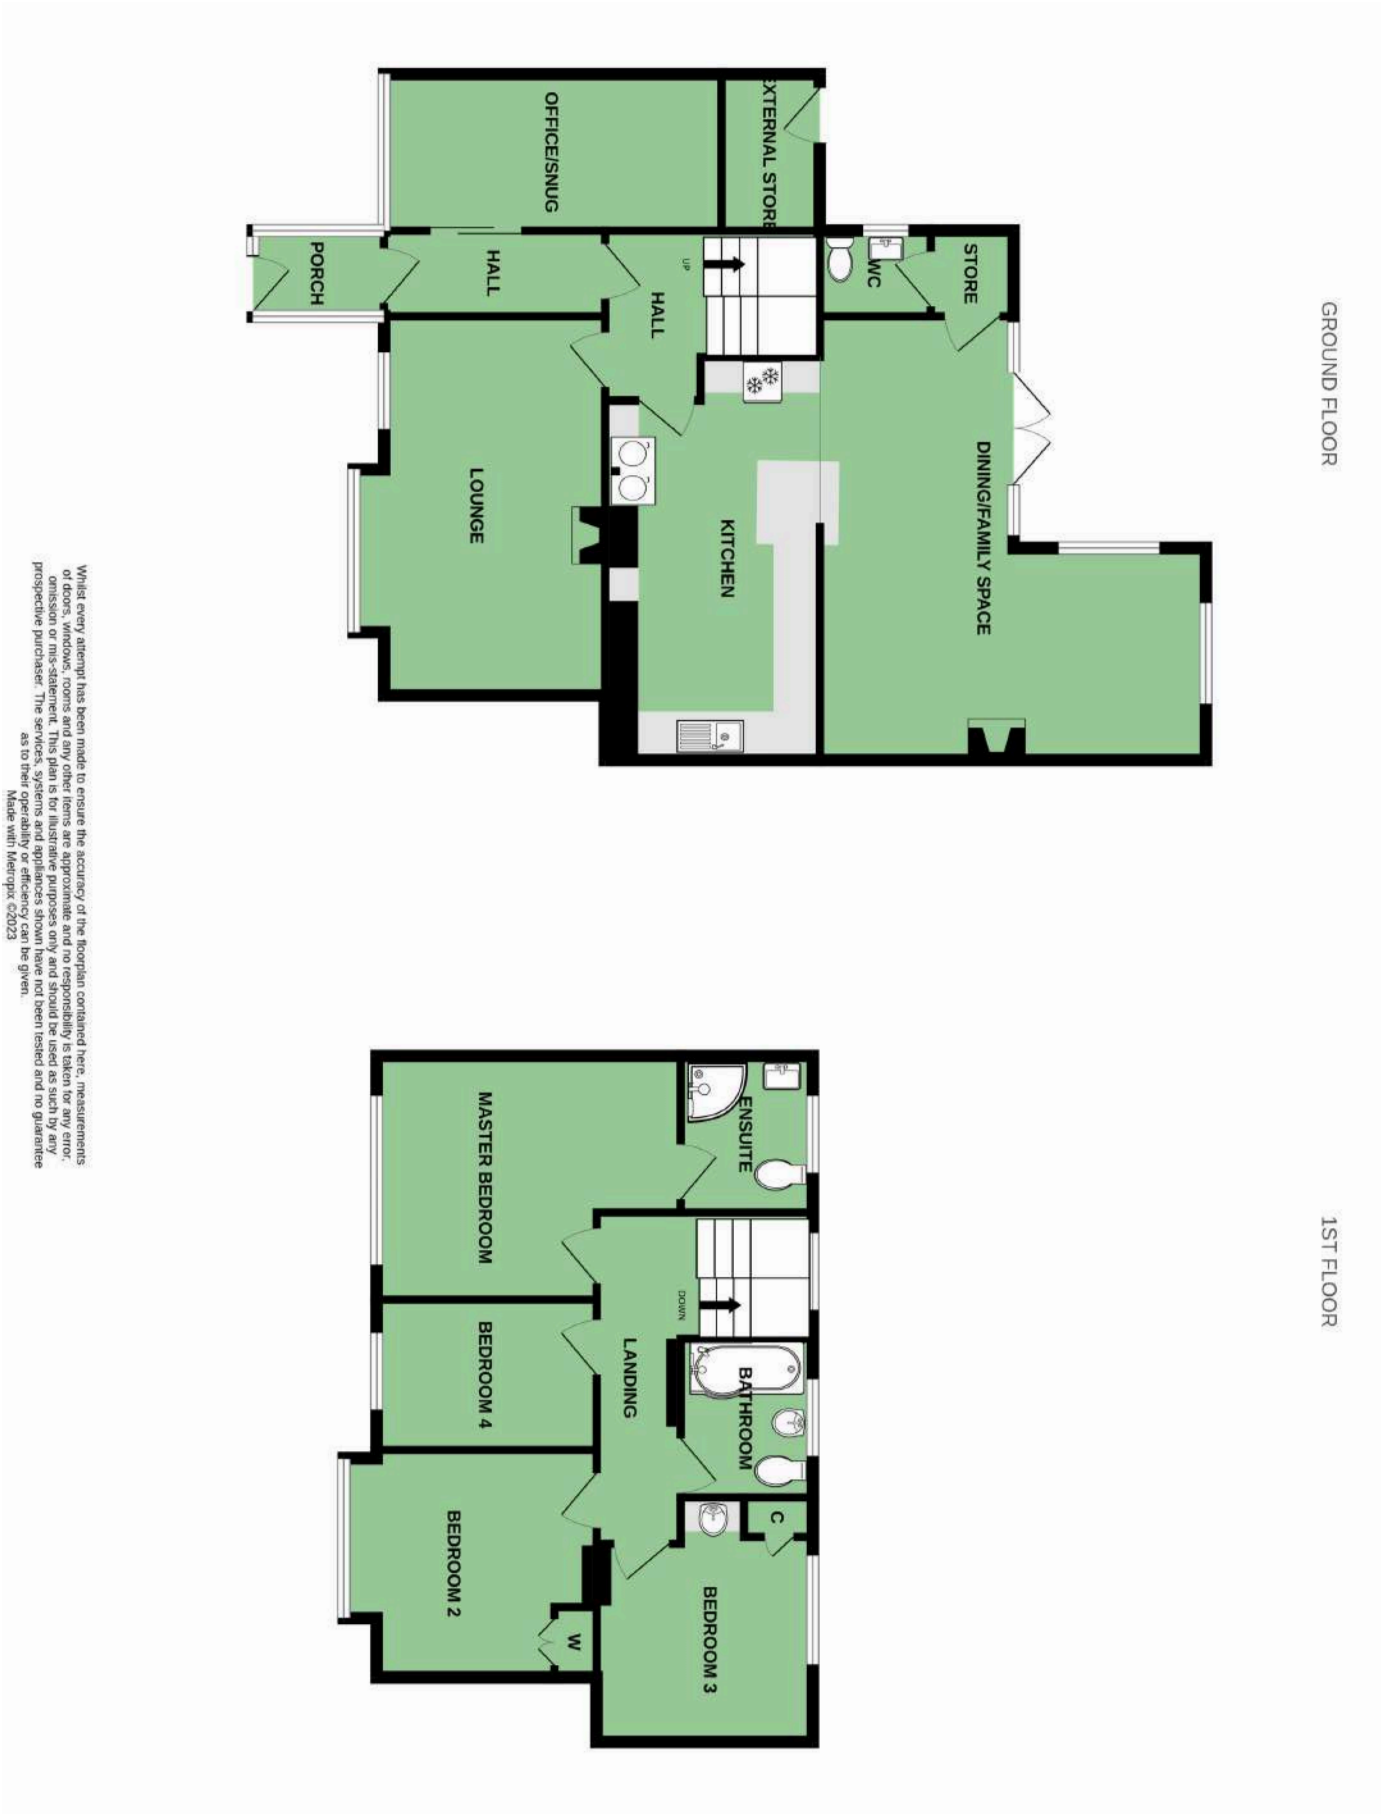 GROUND FLOOR
1ST FLOOR
STORE
WC
DINING/FAMILY SPACE
EXTERNAL STORE
UP
KITCHEN
HALL
OFFICE/SNUG
HALL
LOUNGE
PORCH
ENSUITE
BATHROOM
C
BEDROOM 3
DOWN
LANDING
W
MASTER BEDROOM
BEDROOM 4
BEDROOM 2
Whilst every attempt has been made to ensure the accuracy of the floorplan contained here, measurements
of doors, windows, rooms and any other items are approximate and no responsibility is taken for any error,
omission or mis-statement. This plan is for illustrative purposes only and should be used as such by any
prospective purchaser. The services, systems and appliances shown have not been tested and no guarantee
as to their operability or efficiency can be given.
Made with Metropix ©2023